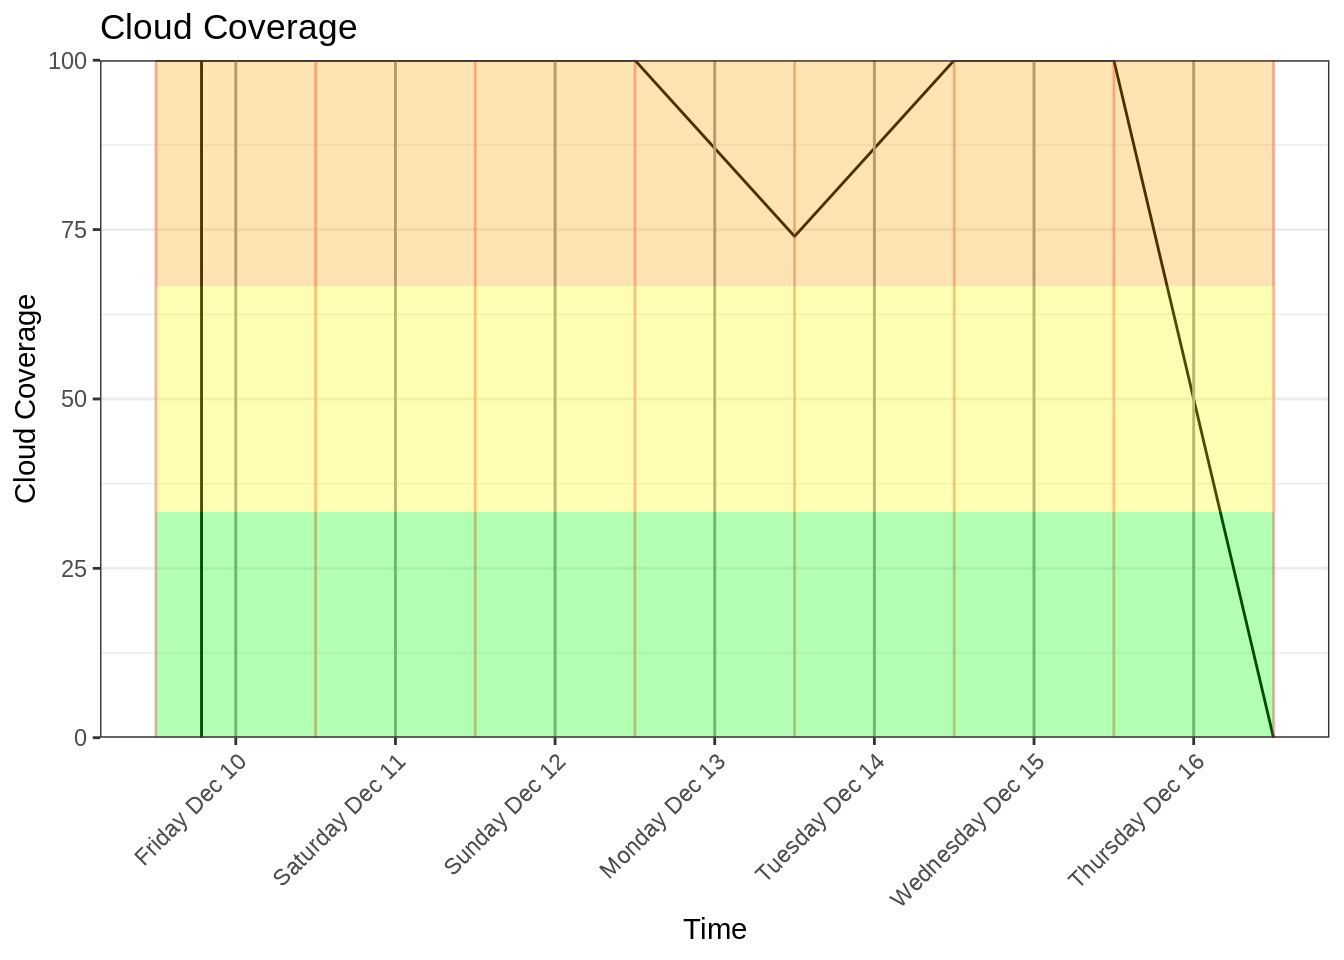 Cloud Coverage
100
75
50
25
0
Cloud Coverage
Friday Dec 10
Saturday Dec 11
Sunday Dec 12
Monday Dec 13
Tuesday Dec 14
Wednesday Dec 15
Thursday Dec 16
Time